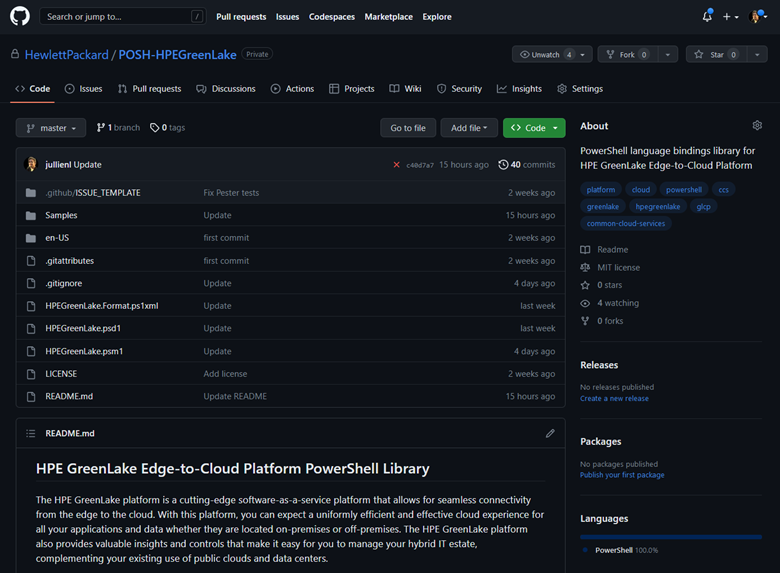 Search or jump to... /
Pull requests Issues Codespaces Marketplace Explore
HewlettPackard / POSH-HPEGreenLake Private
Unwatch 4 Fork 0 Star 0
Code Issues Pull requests Discussions Actions Projects Wiki Security Insights Settings
master 1 branch 0 tags Go to file Add file Code
jullienl Update c40d7a7 15 hours ago 40 commits
.github/ISSUE_TEMPLATE Fix Pester tests 2 weeks ago
Samples Update 15 hours ago
en-US first commit 2 weeks ago
.gitattributes first commit 2 weeks ago
.gitignore Update 4 days ago
HPEGreenLake.Format.ps1xml Update last week
HPEGreenLake.psd1 Update last week
HPEGreenLake.psm1 Update 4 days ago
LICENSE Add license 2 weeks ago
README.md Update README 15 hours ago
README.md
HPE GreenLake Edge-to-Cloud Platform PowerShell Library
The HPE GreenLake platform is a cutting-edge software-as-a-service platform that allows for seamless connectivity
from the edge to the cloud. With this platform, you can expect a uniformly efficient and effective cloud experience for
all your applications and data whether they are located on-premises or off-premises. The HPE GreenLake platform
also provides valuable insights and controls that make it easy for you to manage your hybrid IT estate,
complementing your existing use of public clouds and data centers.
About
PowerShell language bindings library for
HPE GreenLake Edge-to-Cloud Platform
platform cloud powershell ccs
greenlake hpegreenlake glcp
common-cloud-services
Readme
MIT license
0 stars
4 watching
0 forks
Releases
No releases published
Create a new release
Packages
No packages published
Publish your first package
Languages
PowerShell 100.0%